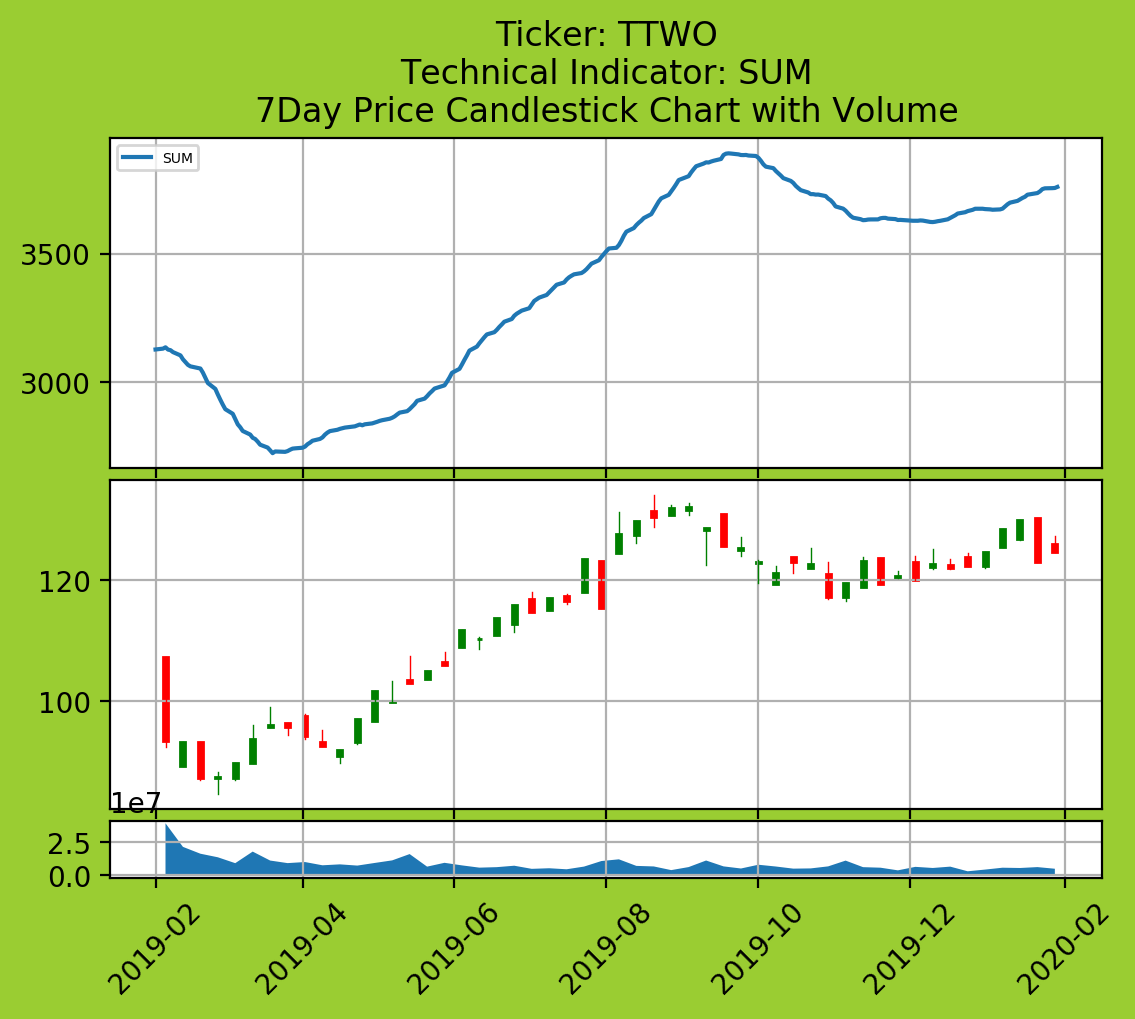 Ticker: TTWO
Technical Indicator: SUM
7Day Price Candlestick Chart with Volume
SUM
3500
3000
120
100
1e7
2.5
0.0
2019-02
2019-04
2019-06
2019-08
2019-10
2019-12
2020-02